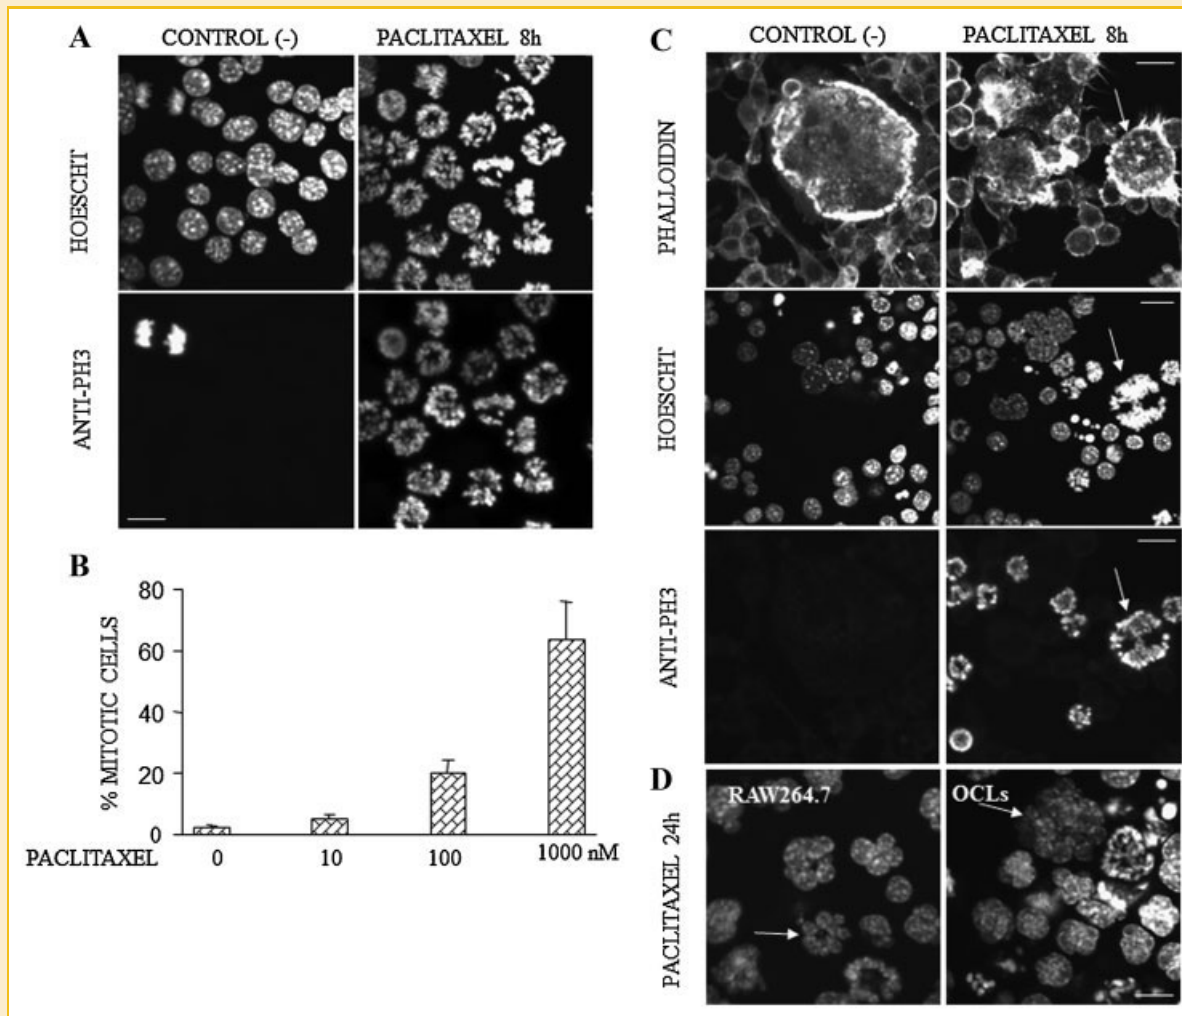 A
CONTROL (-)
PACLITAXEL 8h
HOESCHT
ANTI-PH3
B
80
60
40
20
0
% MITOTIC CELLS
PACLITAXEL 0 10 100 1000 nM
C
CONTROL (-)
PACLITAXEL 8h
PHALLOIDIN
HOESCHT
ANTI-PH3
D
RAW264.7
OCLs
PACLITAXEL 24h